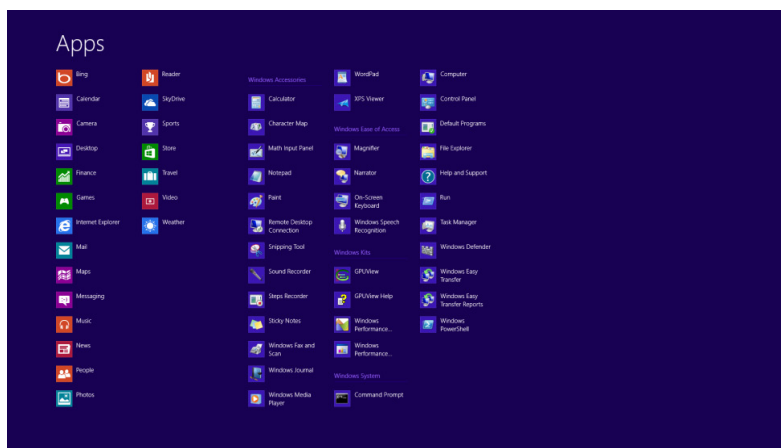 Apps
Bing
Calendar
Camera
Desktop
Finance
Games
Internet Explorer
Mail
Maps
Messaging
Music
News
People
Photos
Reader
SkyDrive
Sports
Store
Travel
Video
Weather
Windows Accessories
Calculator
Character Map
Math Input Panel
Notepad
Paint
Remote Desktop
Connection
Snipping Tool
Sound Recorder
Steps Recorder
Sticky Notes
Windows Fax and
Scan
Windows Journal
Windows Media
Player
WordPad
XPS Viewer
Windows Ease of Access
Magnifier
Narrator
On-Screen
Keyboard
Windows Speech
Recognition
Windows Kits
GPUView
GPUView Help
Windows
Performance...
Windows
Performance...
Windows System
Command Prompt
Computer
Control Panel
Default Programs
File Explorer
Help and Support
Run
Task Manager
Windows Defender
Windows Easy
Transfer
Windows Easy
Transfer Reports
Windows
PowerShell